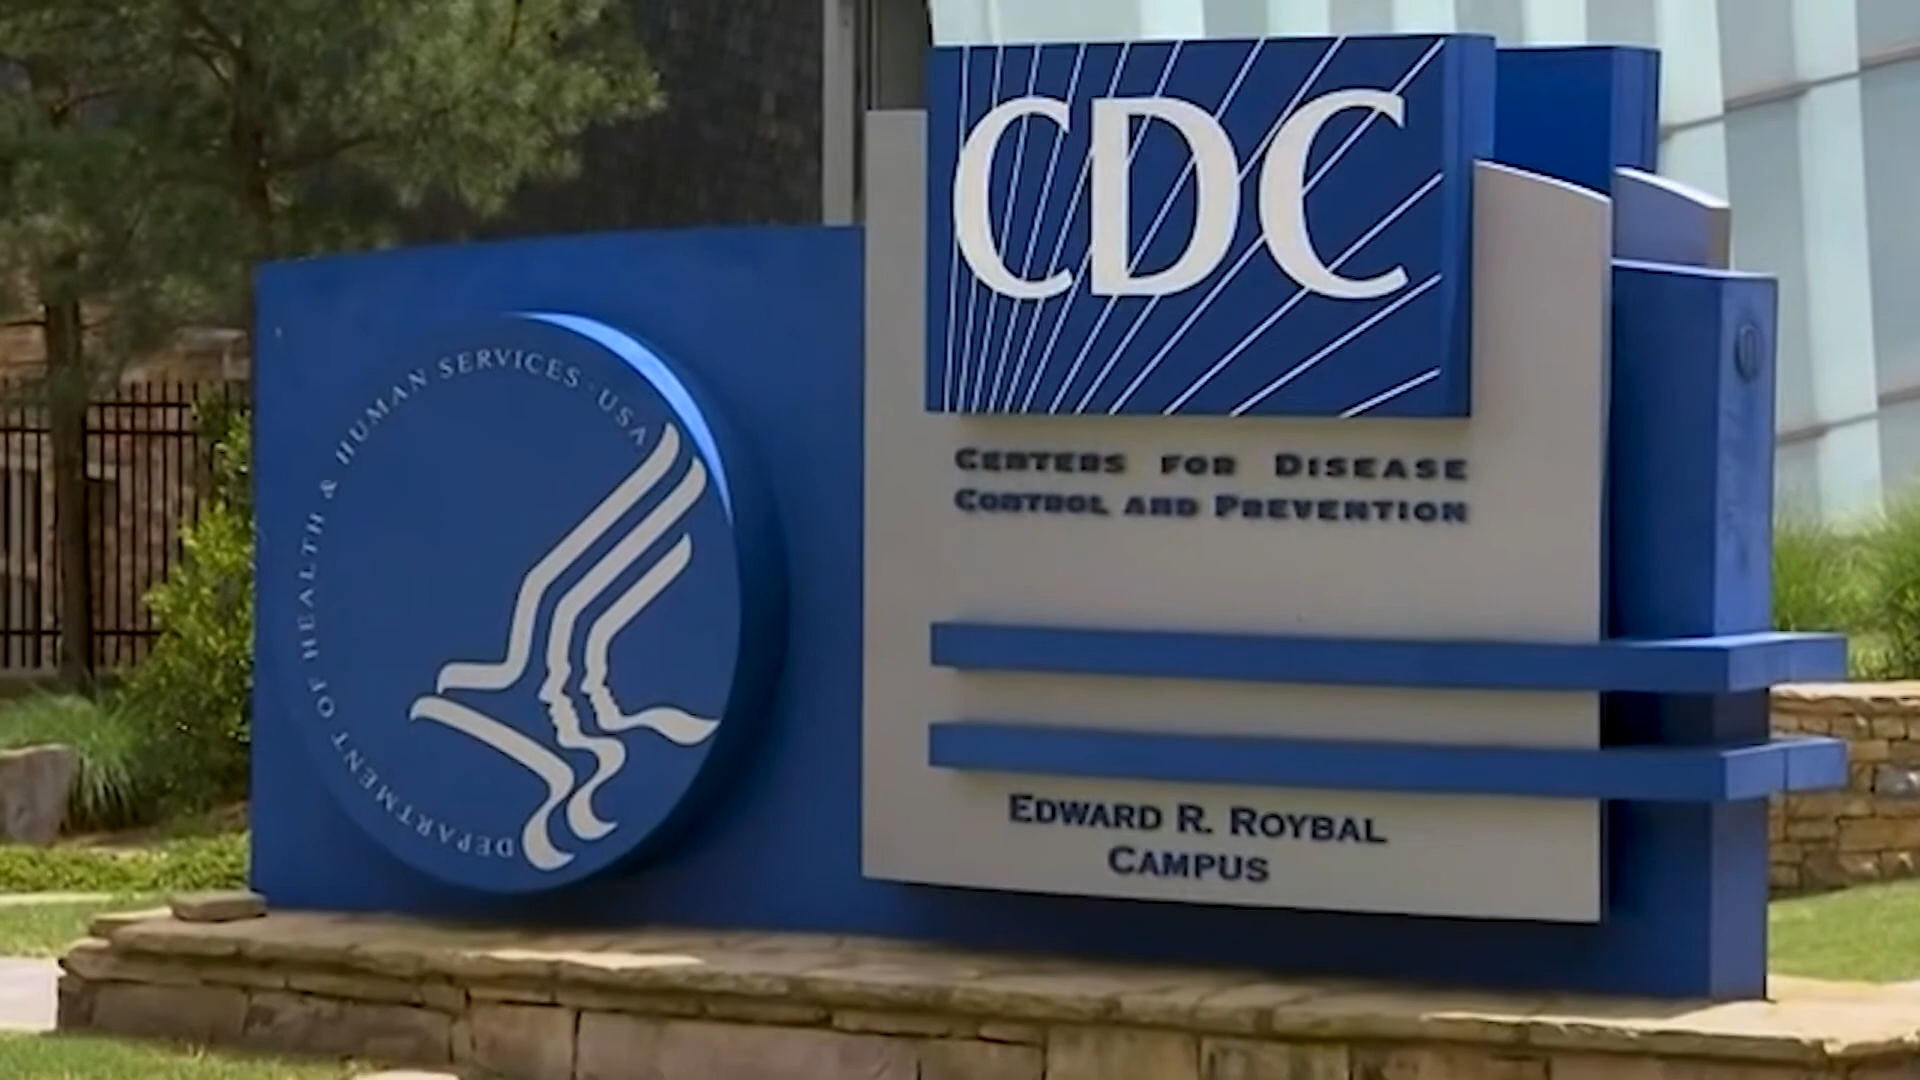 DEPARTMENT OF HEALTH & HUMAN SERVICES · USA
CDC
CENTERS FOR DISEASE
CONTROL AND PREVENTION
EDWARD R. ROYBAL
CAMPUS